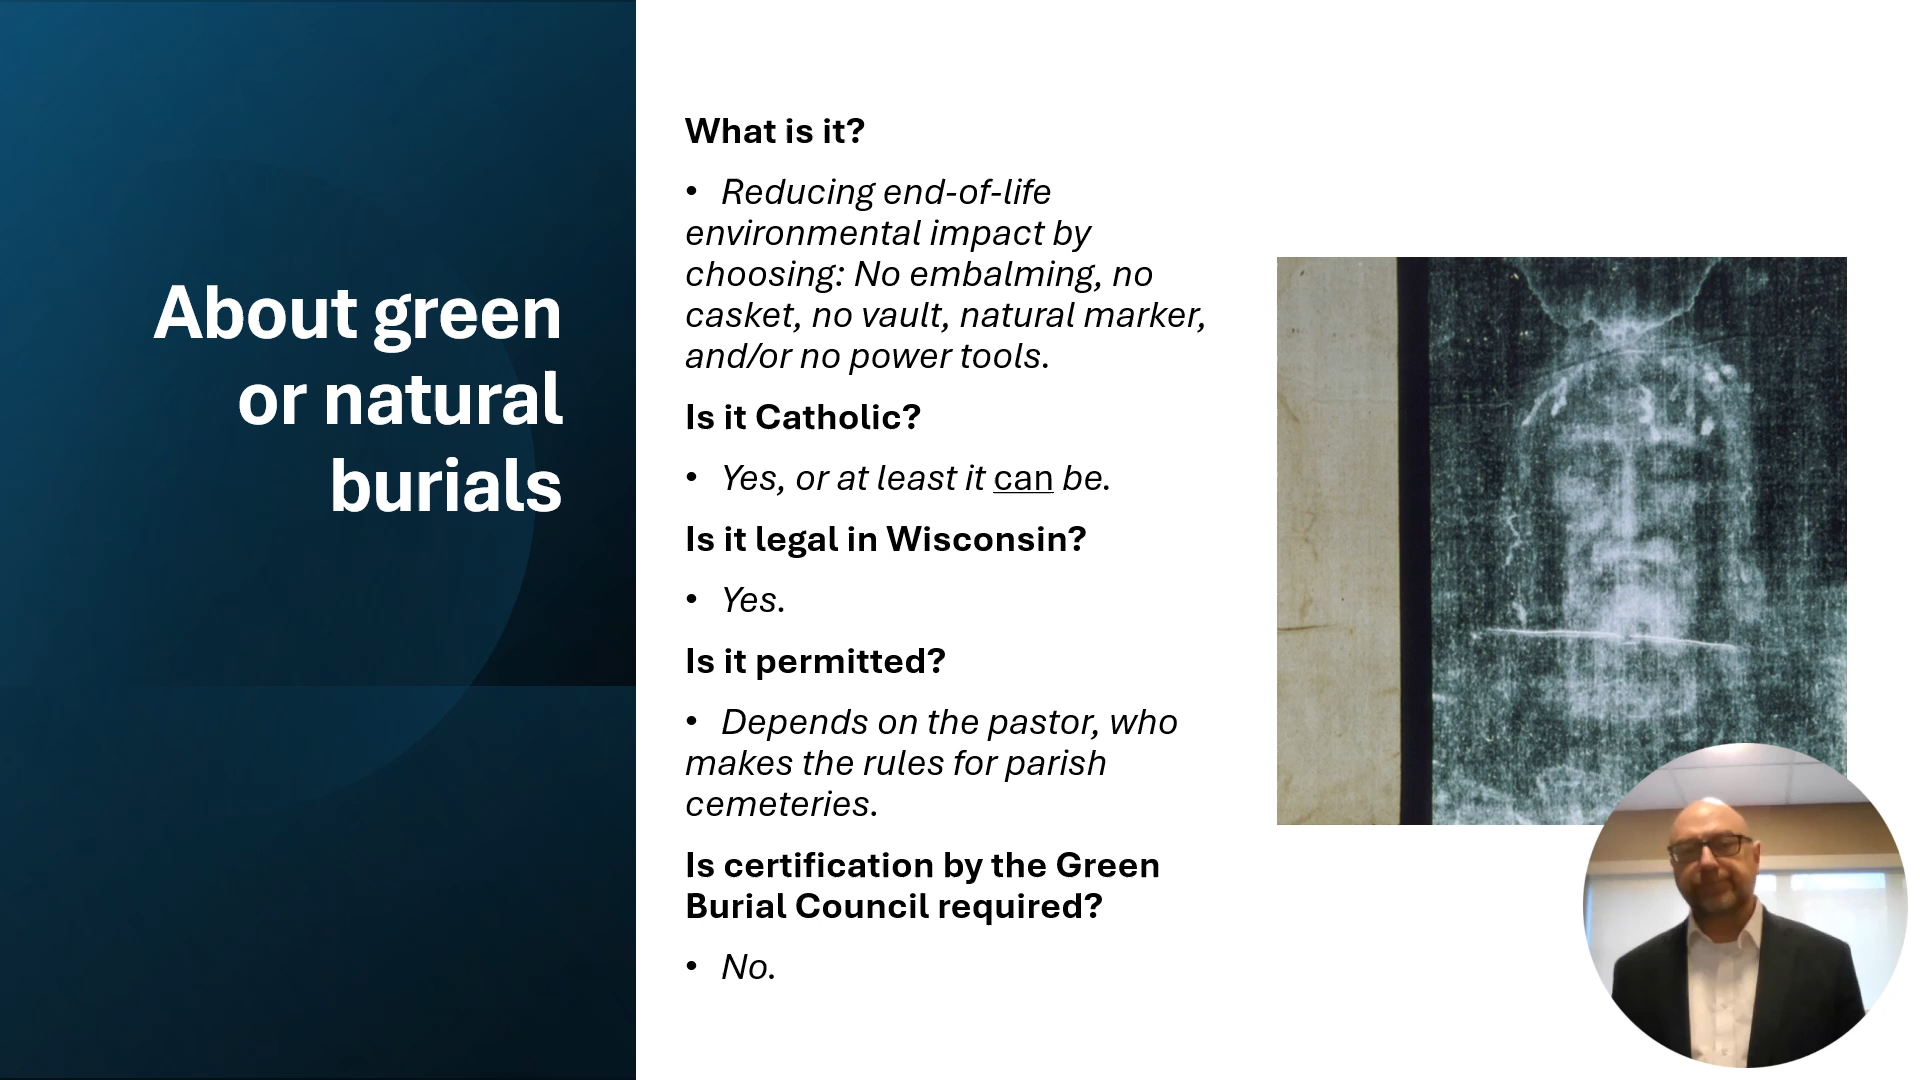 About green
or natural
burials
What is it?
• Reducing end-of-life
environmental impact by
choosing: No embalming, no
casket, no vault, natural marker,
and/or no power tools.
Is it Catholic?
• Yes, or at least it can be.
Is it legal in Wisconsin?
• Yes.
Is it permitted?
• Depends on the pastor, who
makes the rules for parish
cemeteries.
Is certification by the Green
Burial Council required?
• No.